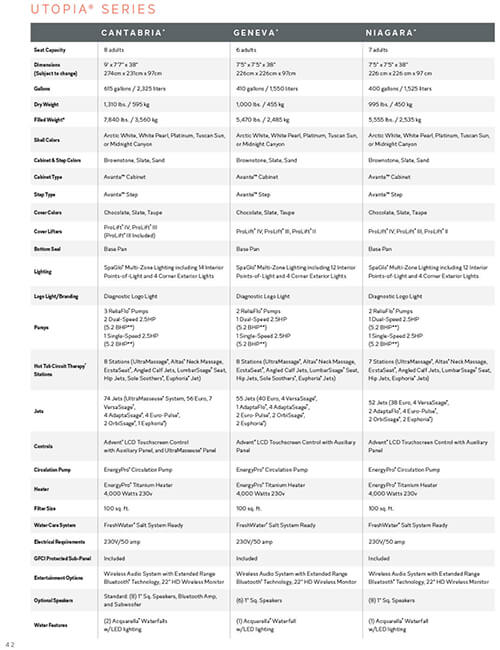 UTOPIA® SERIES
CANTABRIA® GENEVA® NIAGARA®
Seat Capacity 8 adults 6 adults 7 adults
Dimensions 9' x 7'7" x 38" 7'5" x 7'5" x 38" 7'5" x 7'5" x 38"
(Subject to change) 274cm x 231cm x 97cm 226cm x 226cm x 97cm 226 cm x 226 cm x 97 cm
Gallons 615 gallons / 2,325 liters 410 gallons / 1,550 liters 400 gallons / 1,525 liters
Dry Weight 1,310 lbs. / 595 kg 1,000 lbs. / 455 kg 995 lbs. / 450 kg
Filled Weight* 7,840 lbs. / 3,560 kg 5,470 lbs. / 2,485 kg 5,555 lbs. / 2,535 kg
Shell Colors Arctic White, White Pearl, Platinum, Tuscan Sun, Arctic White, White Pearl, Platinum, Tuscan Sun, Arctic White, White Pearl, Platinum, Tuscan Sun,
or Midnight Canyon or Midnight Canyon or Midnight Canyon
Cabinet & Step Colors Brownstone, Slate, Sand Brownstone, Slate, Sand Brownstone, Slate, Sand
Cabinet Type Avante™ Cabinet Avante™ Cabinet Avante™ Cabinet
Step Type Avante™ Step Avante™ Step Avante™ Step
Cover Colors Chocolate, Slate, Taupe Chocolate, Slate, Taupe Chocolate, Slate, Taupe
Cover Lifters ProLift® IV, ProLift® III ProLift® IV, ProLift® III, ProLift® II ProLift® IV, ProLift® III, ProLift® II
(ProLift® III Included)
Bottom Seal Base Pan Base Pan Base Pan
Lighting SpaGlo® Multi-Zone Lighting including 14 Interior SpaGlo® Multi-Zone Lighting including 12 Interior SpaGlo® Multi-Zone Lighting including 12 Interior
Points-of-Light and 4 Corner Exterior Lights Points-of-Light and 4 Corner Exterior Lights Points-of-Light and 4 Corner Exterior Lights
Logo Light/Branding Diagnostic Logo Light Diagnostic Logo Light Diagnostic Logo Light
Pumps 3 ReliaFlo® Pumps 2 ReliaFlo® Pumps 2 ReliaFlo® Pumps
2 Dual-Speed 2.5HP 1 Dual-Speed 2.5HP 1 Dual-Speed 2.5HP
(5.2 BHP**) (5.2 BHP**) (5.2 BHP**)
1 Single-Speed 2.5HP 1 Single-Speed 2.5HP 1 Single-Speed 2.5HP
(5.2 BHP**) (5.2 BHP**) (5.2 BHP**)
Hot Tub Circuit Therapy® 8 Stations (UltraMassage®, Altas® Neck Massage, 8 Stations (UltraMassage®, Altas® Neck Massage, 7 Stations (UltraMassage®, Altas® Neck Massage,
Stations EcstaSeat®, Angled Calf Jets, LumbarSsage® Seat, EcstaSeat®, Angled Calf Jets, LumbarSsage® Seat, EcstaSeat®, Angled Calf Jets, LumbarSsage® Seat,
Hip Jets, Sole Soothers®, Euphoria® Jet) Hip Jets, Sole Soothers®, Euphoria® Jets) Hip Jets, Euphoria® Jet)
Jets 74 Jets (UltraMasseuse® System, 56 Euro, 7 55 Jets (40 Euro, 4 VersaSsage®, 52 Jets (38 Euro, 4 VersaSsage®,
VersaSsage®, 1 AdaptaFlo®, 4 AdaptaSsage®, 2 AdaptaFlo®, 4 Euro-Pulse®,
4 AdaptaSsage®, 4 Euro-Pulse®, 2 Euro-Pulse®, 2 OrbiSsage®, 2 OrbiSsage®, 2 Euphoria®)
2 OrbiSsage®, 1 Euphoria®) 2 Euphoria®)
Controls Advent® LCD Touchscreen Control Advent® LCD Touchscreen Control with Auxiliary Advent® LCD Touchscreen Control with Auxiliary
with Auxiliary Panel, and UltraMasseuse® Panel Panel Panel
Circulation Pump EnergyPro® Circulation Pump EnergyPro® Circulation Pump EnergyPro® Circulation Pump
Heater EnergyPro® Titanium Heater EnergyPro® Titanium Heater EnergyPro® Titanium Heater
4,000 Watts 230v 4,000 Watts 230v 4,000 Watts 230v
Filter Size 100 sq. ft. 100 sq. ft. 100 sq. ft.
Water Care System FreshWater® Salt System Ready FreshWater® Salt System Ready FreshWater® Salt System Ready
Electrical Requirements 230V/50 amp 230V/50 amp 230V/50 amp
GFCI Protected Sub-Panel Included Included Included
Entertainment Options Wireless Audio System with Extended Range Wireless Audio System with Extended Range Wireless Audio System with Extended Range
Bluetooth® Technology, 22" HD Wireless Monitor Bluetooth® Technology, 22" HD Wireless Monitor Bluetooth® Technology, 22" HD Wireless Monitor
Optional Speakers Standard: (8) 1" Sq. Speakers, Bluetooth Amp, (6) 1" Sq. Speakers (8) 1" Sq. Speakers
and Subwoofer
Water Features (2) Acquarella® Waterfalls (1) Acquarella® Waterfall (1) Acquarella® Waterfall
w/LED lighting w/LED lighting w/LED lighting
42